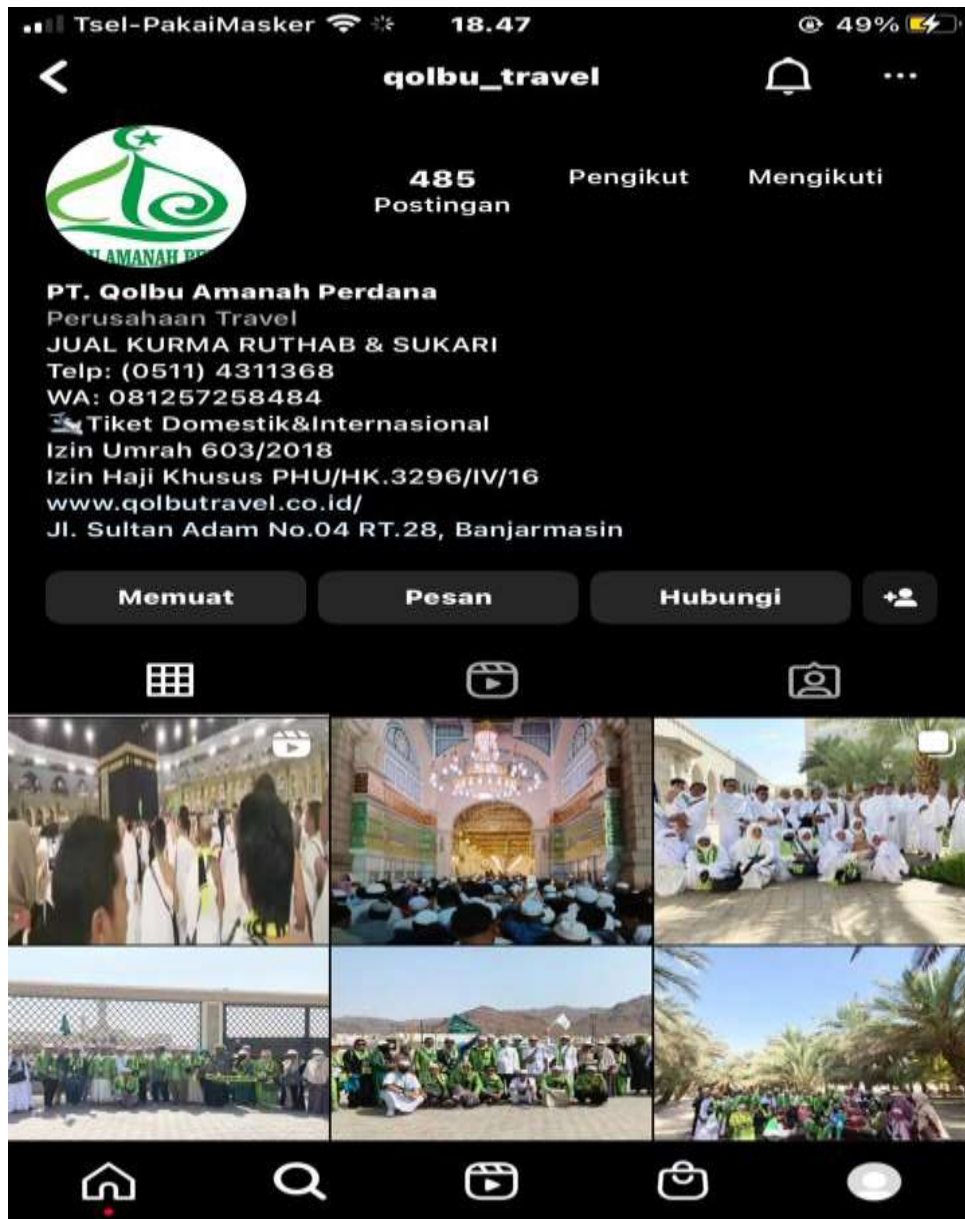 Tsel-PakaiMasker 18.47 49%
qolbu_travel
485 Pengikut Mengikuti
Postingan
AMANAH
PT. Qolbu Amanah Perdana
Perusahaan Travel
JUAL KURMA RUTHAB & SUKARI
Telp: (0511) 4311368
WA: 081257258484
Tiket Domestik&Internasional
Izin Umrah 603/2018
Izin Haji Khusus PHU/HK.3296/IV/16
www.qolbutravel.co.id/
Jl. Sultan Adam No.04 RT.28, Banjarmasin
Memuat Pesan Hubungi